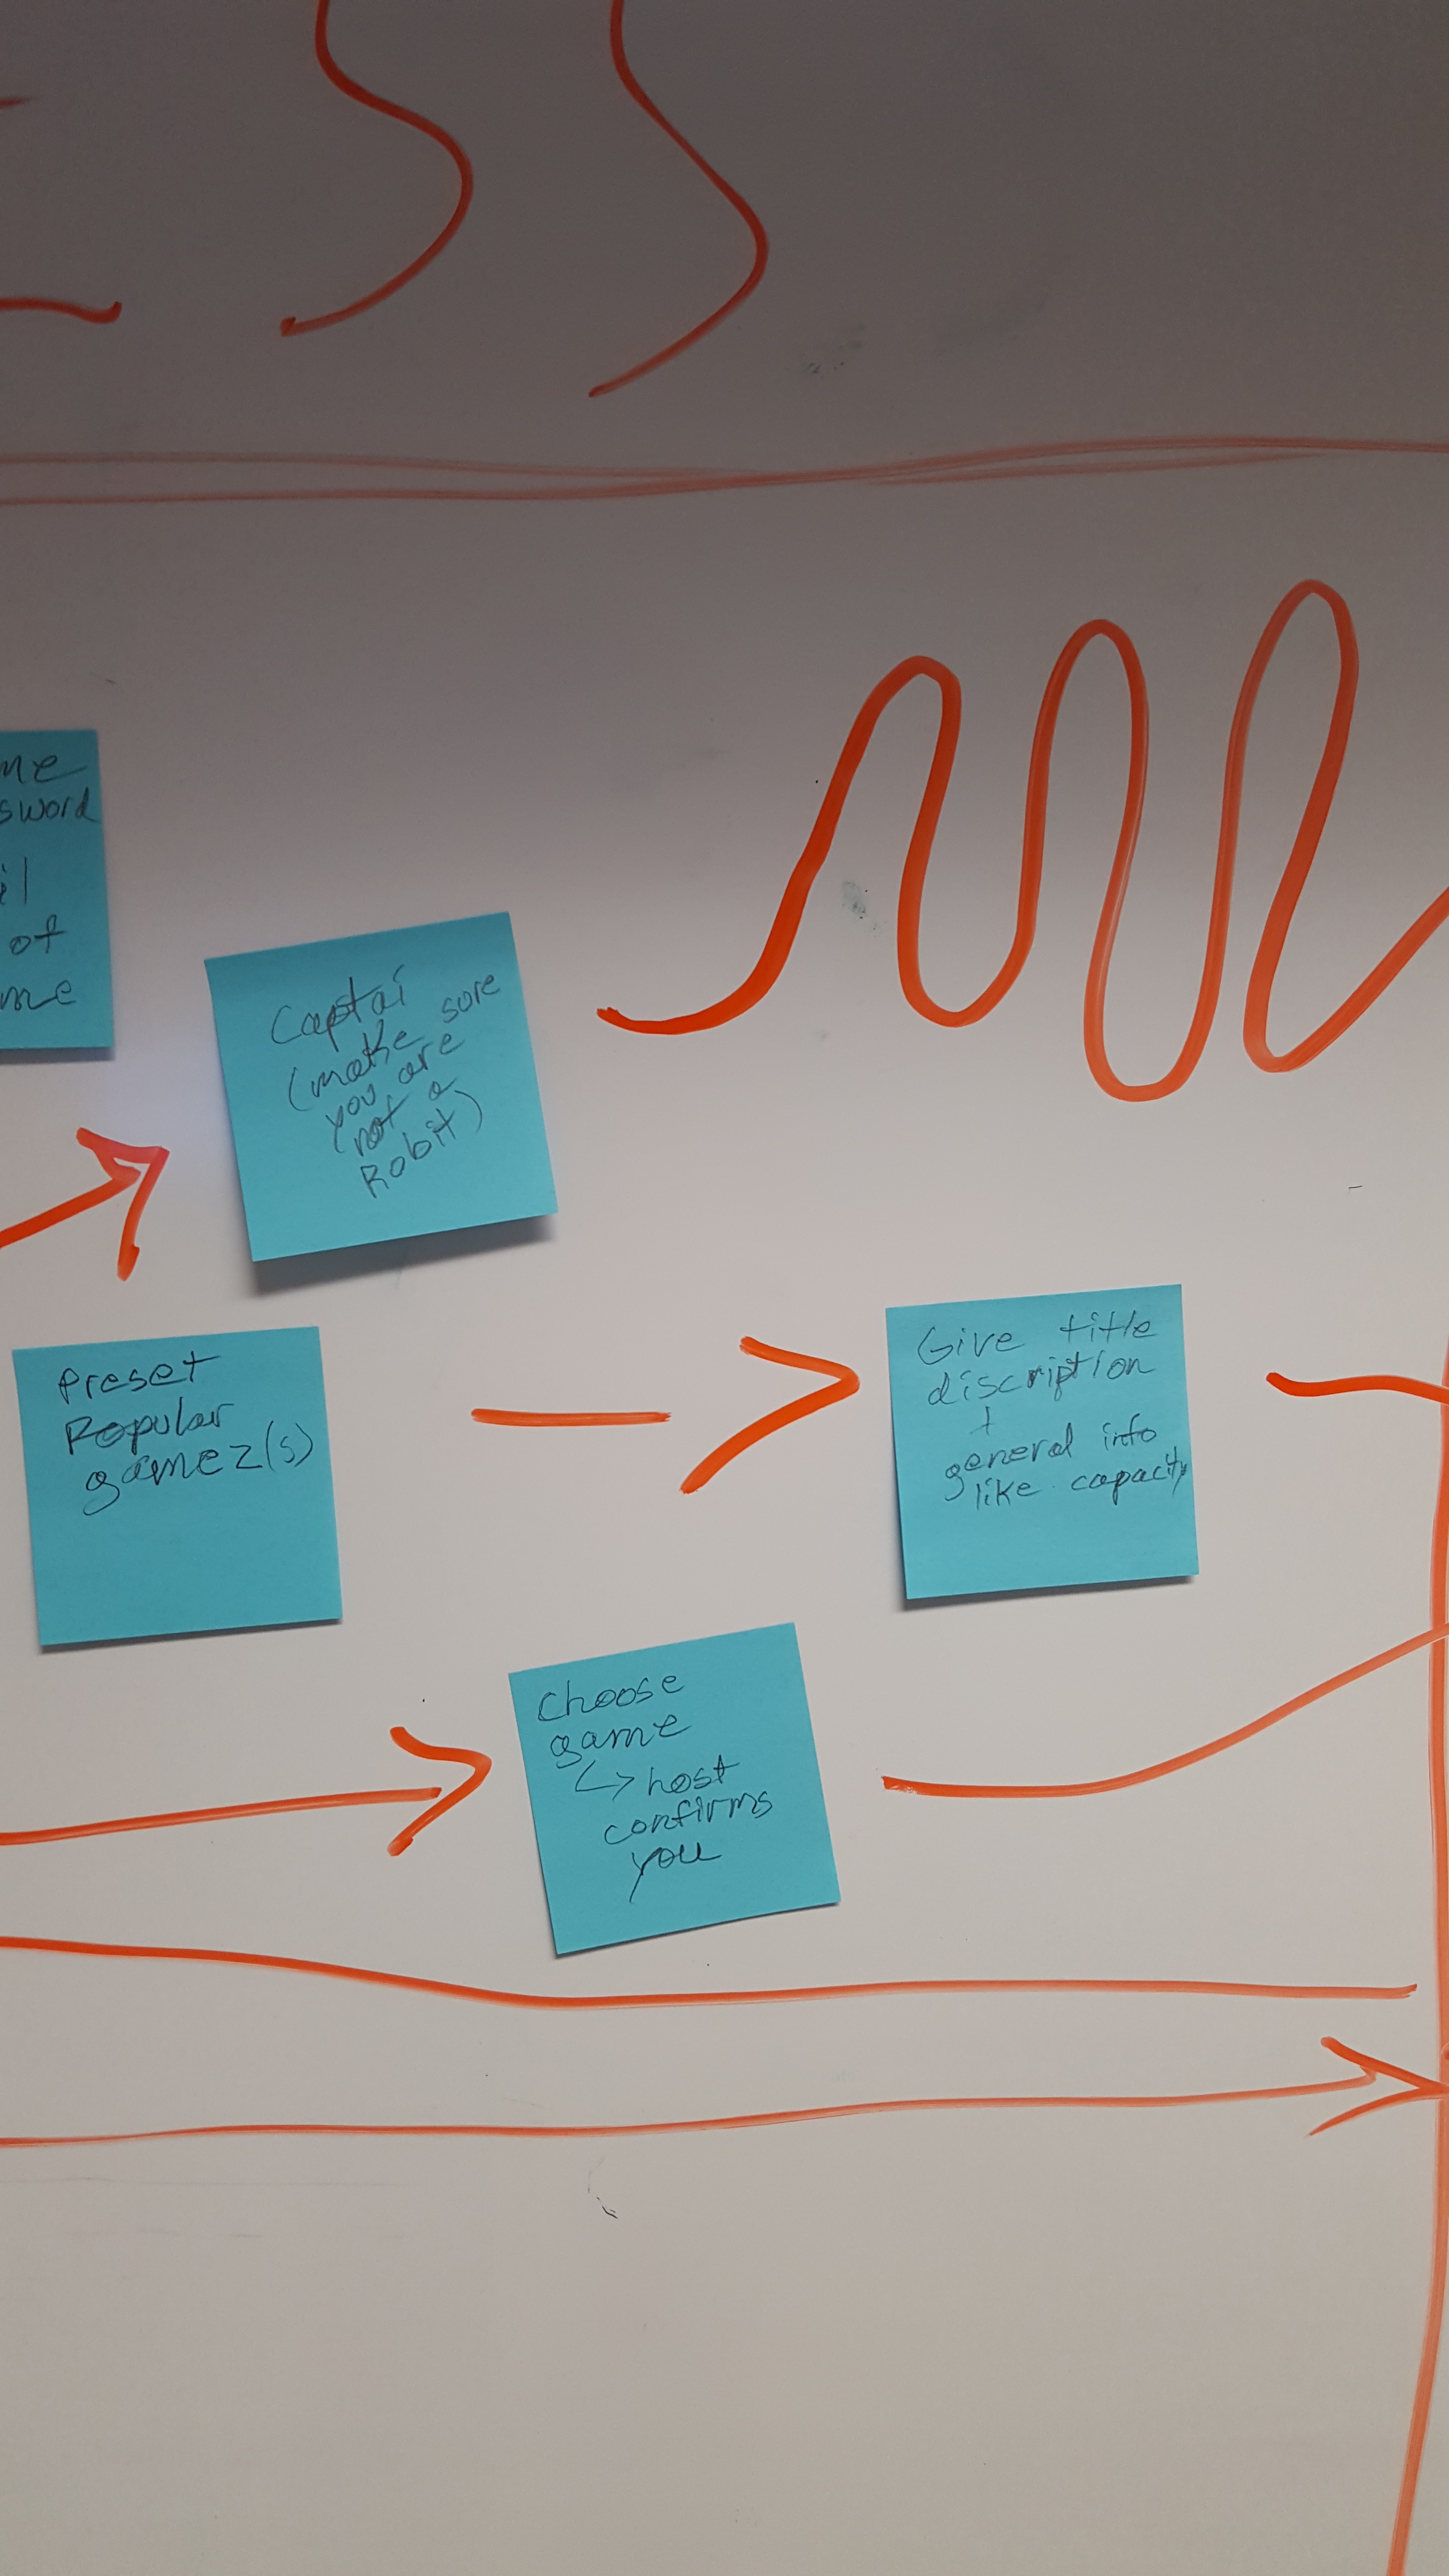 SS
me
sword
il
of
me
Captai
(make sure
you are
(not a
Robit)
Preset
Popular
gamez(s)
Give title
discription
+
general info
like capacity
Choose
game
↳ host
confirms
you